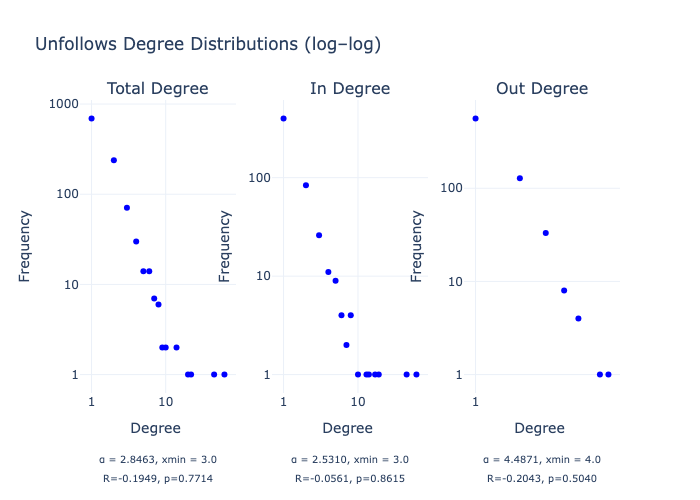 Unfollows Degree Distributions (log–log)
Total Degree
In Degree
Out Degree
1000
100
10
1
Frequency
1
10
Degree
100
10
1
Frequency
1
10
Degree
100
10
1
Frequency
1
Degree
α = 2.8463, xmin = 3.0
R=-0.1949, p=0.7714
α = 2.5310, xmin = 3.0
R=-0.0561, p=0.8615
α = 4.4871, xmin = 4.0
R=-0.2043, p=0.5040